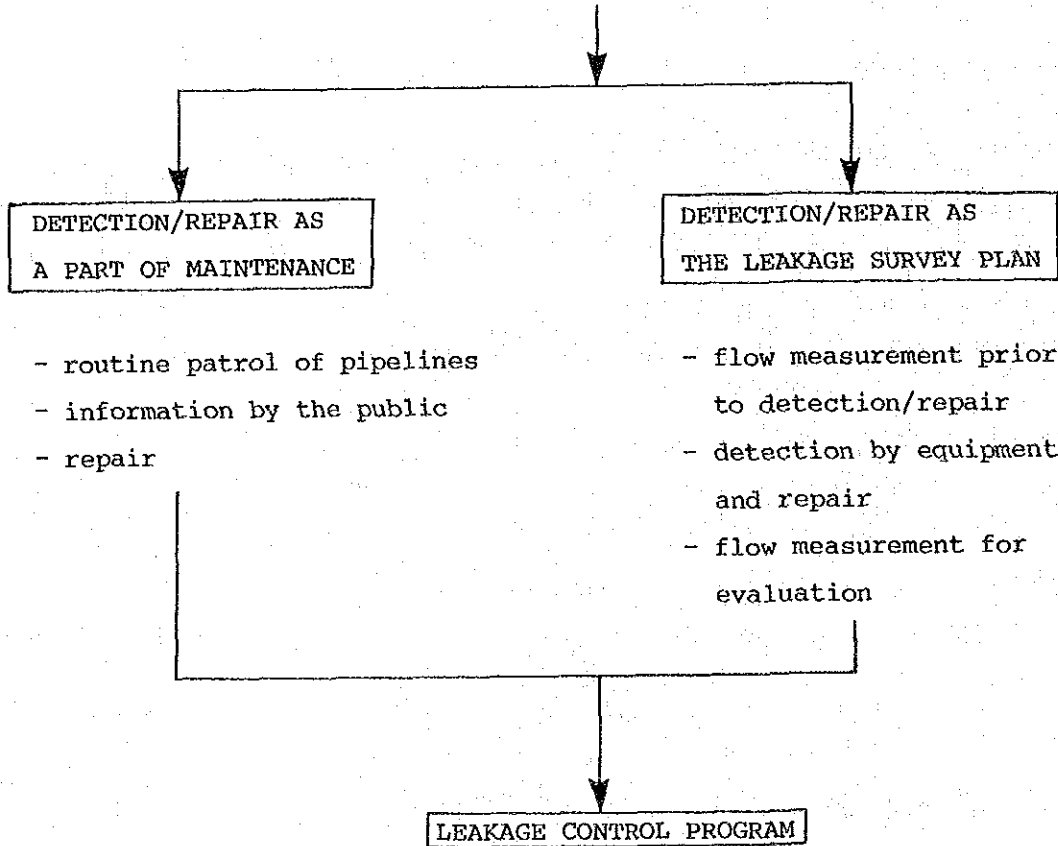 DETECTION/REPAIR AS
A PART OF MAINTENANCE
- routine patrol of pipelines
- information by the public
- repair
DETECTION/REPAIR AS
THE LEAKAGE SURVEY PLAN
- flow measurement prior
to detection/repair
- detection by equipment
and repair
- flow measurement for
evaluation
LEAKAGE CONTROL PROGRAM